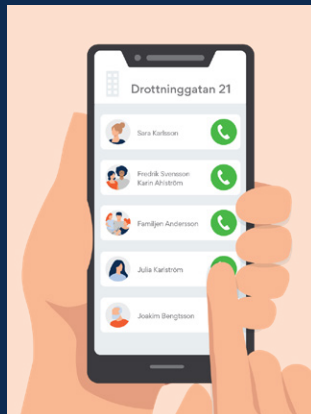 Drottninggatan 21
Sara Karlsson
Fredrik Svensson
Karin Ahlström
Familjen Andersson
Julia Karlström
Joakim Bengtsson